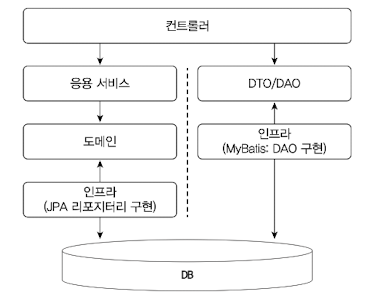 컨트롤러
응용 서비스
DTO/DAO
도메인
인프라
(MyBatis: DAO 구현)
인프라
(JPA 리포지터리 구현)
DB